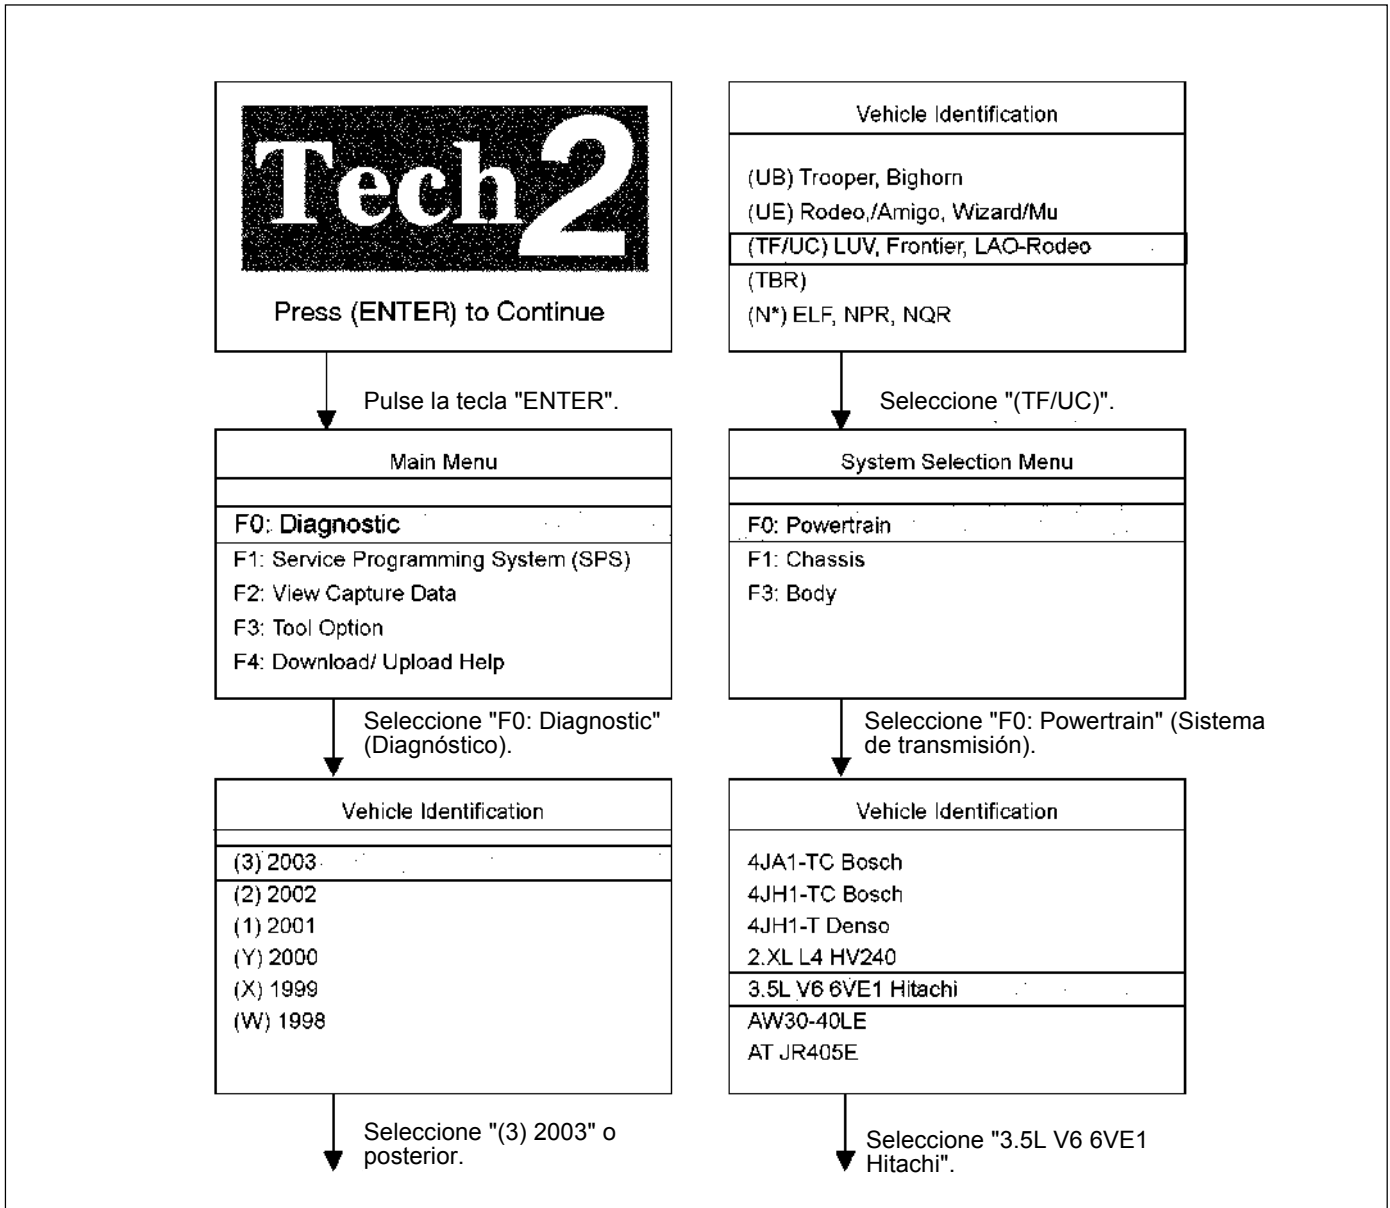 Tech 2
Press (ENTER) to Continue
Pulse la tecla "ENTER".
Main Menu
F0: Diagnostic
F1: Service Programming System (SPS)
F2: View Capture Data
F3: Tool Option
F4: Download/ Upload Help
Seleccione "F0: Diagnostic"
(Diagnóstico).
Vehicle Identification
(3) 2003
(2) 2002
(1) 2001
(Y) 2000
(X) 1999
(W) 1998
Seleccione "(3) 2003" o
posterior.
Vehicle Identification
(UB) Trooper, Bighorn
(UE) Rodeo,/Amigo, Wizard/Mu
(TF/UC) LUV, Frontier, LAO-Rodeo
(TBR)
(N*) ELF, NPR, NQR
Seleccione "(TF/UC)".
System Selection Menu
F0: Powertrain
F1: Chassis
F3: Body
Seleccione "F0: Powertrain" (Sistema
de transmisión).
Vehicle Identification
4JA1-TC Bosch
4JH1-TC Bosch
4JH1-T Denso
2.XL L4 HV240
3.5L V6 6VE1 Hitachi
AW30-40LE
AT JR405E
Seleccione "3.5L V6 6VE1
Hitachi".